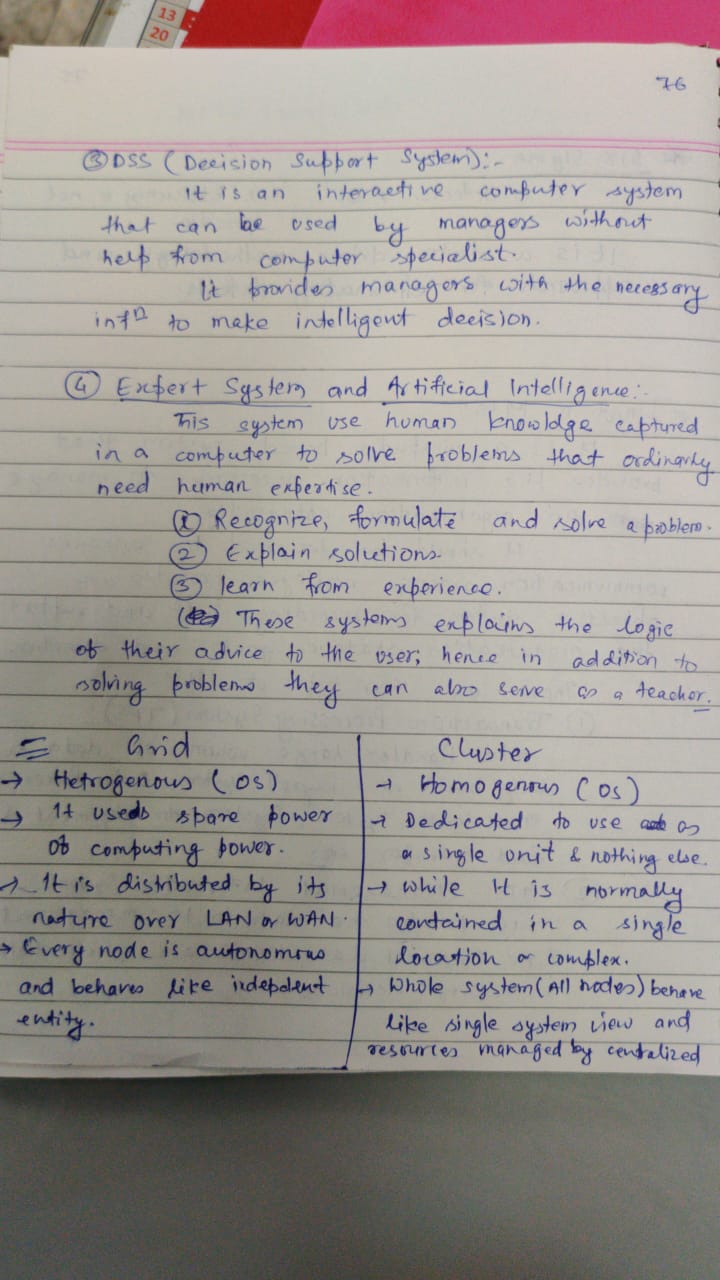 13
20
76
③ DSS (Decision Support System):-
It is an interactive computer system
that can be used by managers without
help from computer specialist.
It provides managers with the necessary
infⁿ to make intelligent decision.
④ Expert System and Artificial Intelligence:-
This system use human knowldge captured
in a computer to solve problems that ordinarily
need human expertise.
① Recognize, formulate and solve a problem.
② Explain solutions
③ learn from experience.
These systems explains the logic
of their advice to the user; hence in addition to
solving problems they can also serve as a teacher.
Grid
→ Hetrogenous (OS)
→ It useds spare power
of computing power.
→ It is distributed by its
nature over LAN or WAN.
→ Every node is autonomous
and behaves like indepdent
entity.
Cluster
→ Homogenous (OS)
→ Dedicated to use as
a single unit & nothing else.
→ while it is normally
contained in a single
location or complex.
→ Whole system (All nodes) behave
like single system view and
resources managed by centralized